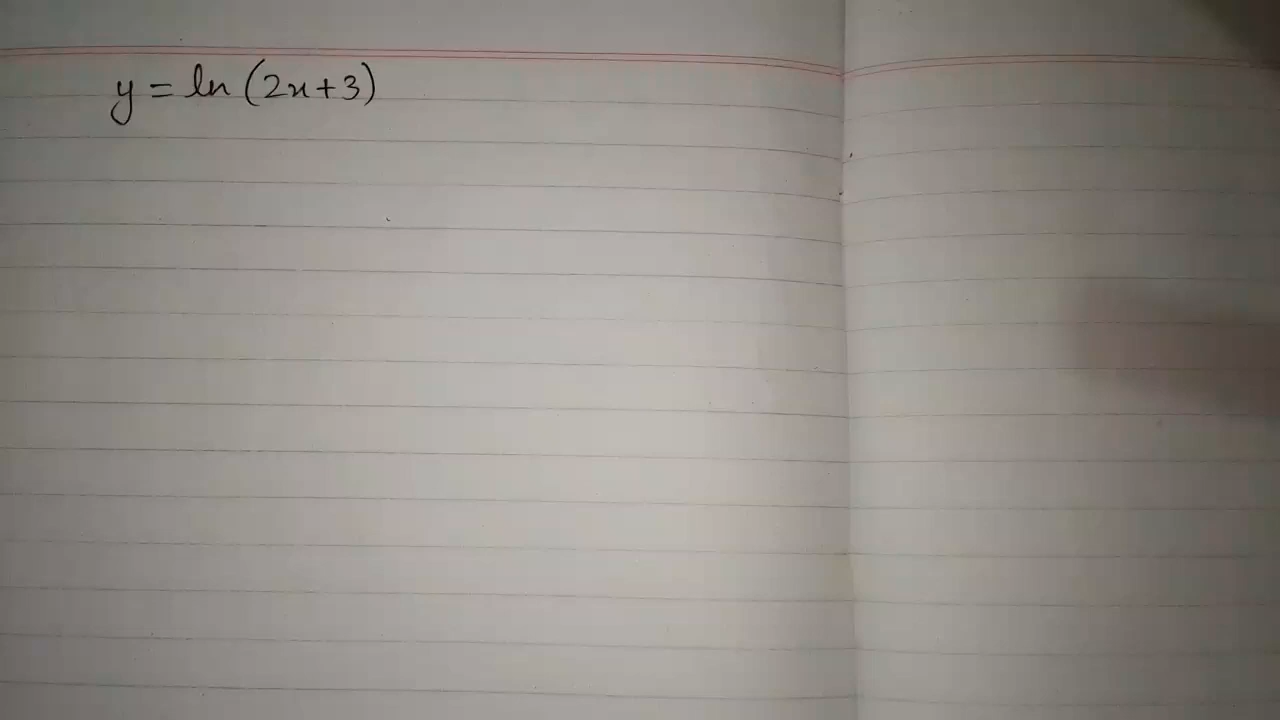 y = ln (2x+3)